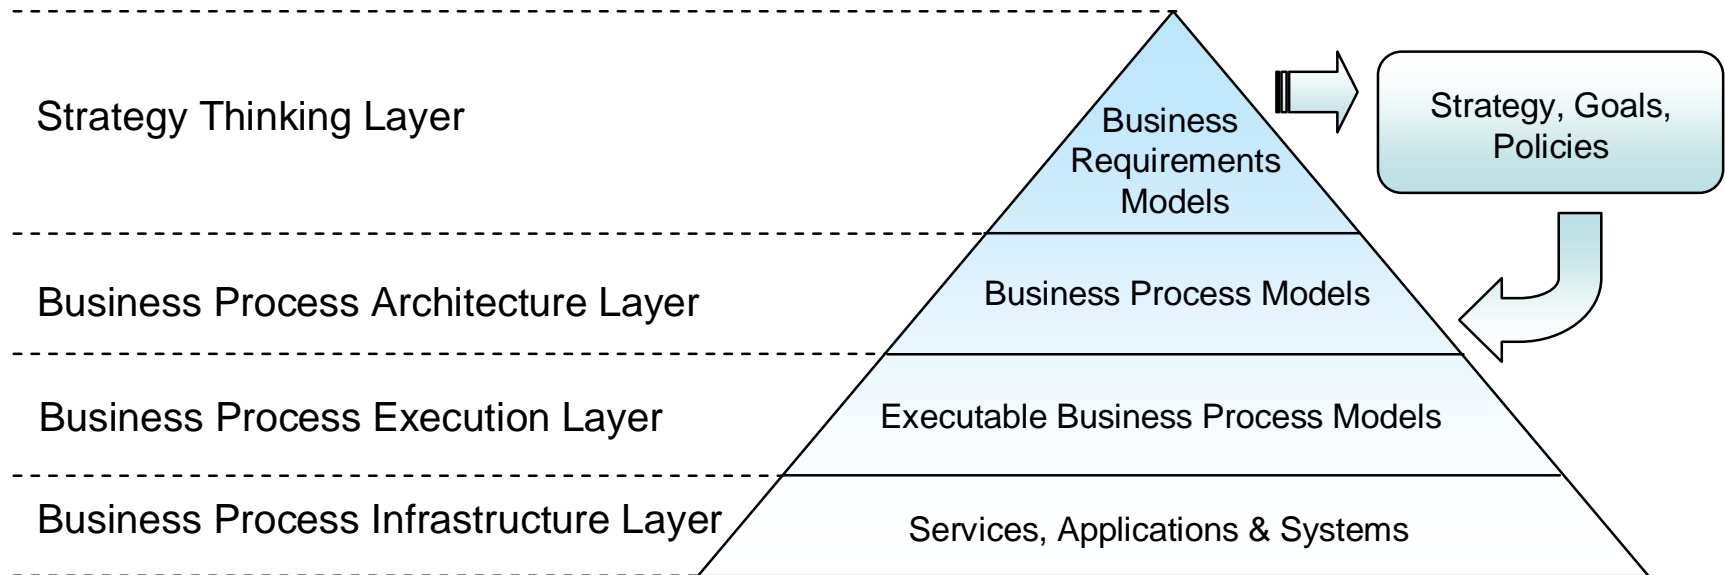 Strategy Thinking Layer
Business
Requirements
Models
Strategy, Goals,
Policies
Business Process Architecture Layer
Business Process Models
Business Process Execution Layer
Executable Business Process Models
Business Process Infrastructure Layer
Services, Applications & Systems